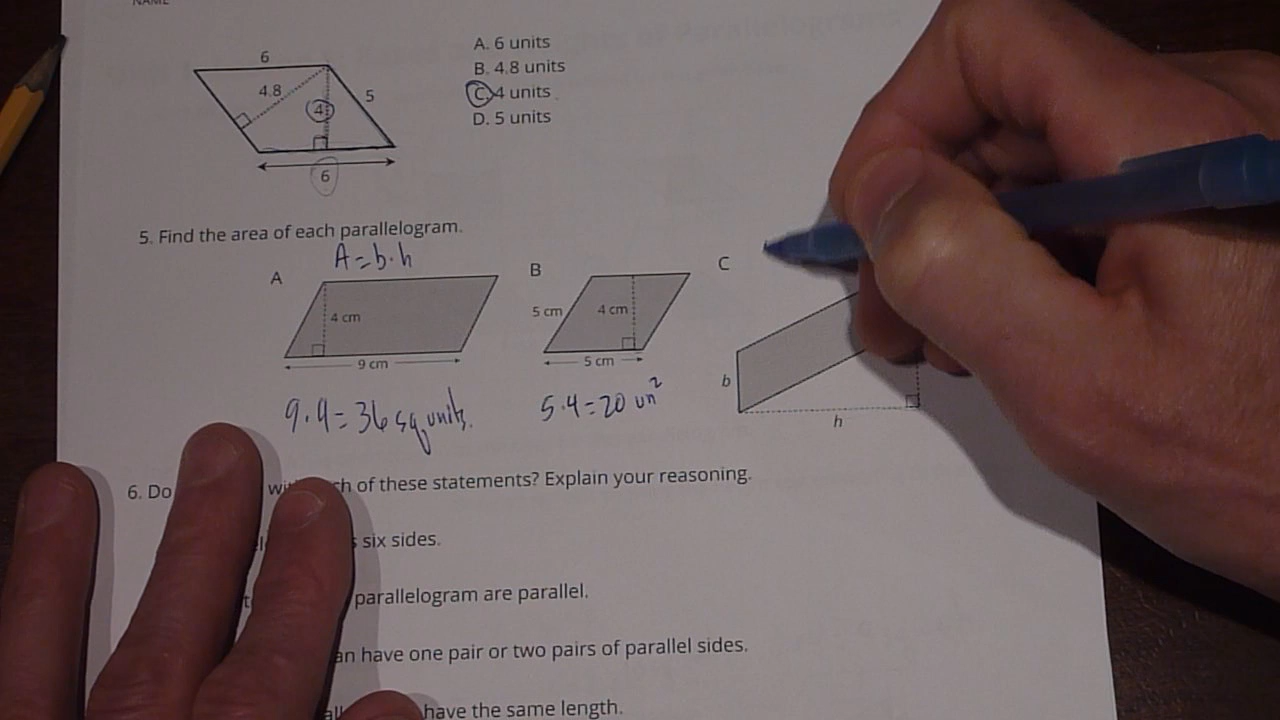 NAME
6
A. 6 units
B. 4.8 units
4.8
5
4
C. 4 units
D. 5 units
6
5. Find the area of each parallelogram.
A = b · h
A
B
C
4 cm
5 cm
4 cm
9 cm
5 cm
b
9 · 4 = 36 sq units.
5 · 4 = 20 un²
h
6. Do of these statements? Explain your reasoning.
six sides.
parallelogram are parallel.
have one pair or two pairs of parallel sides.
have the same length.